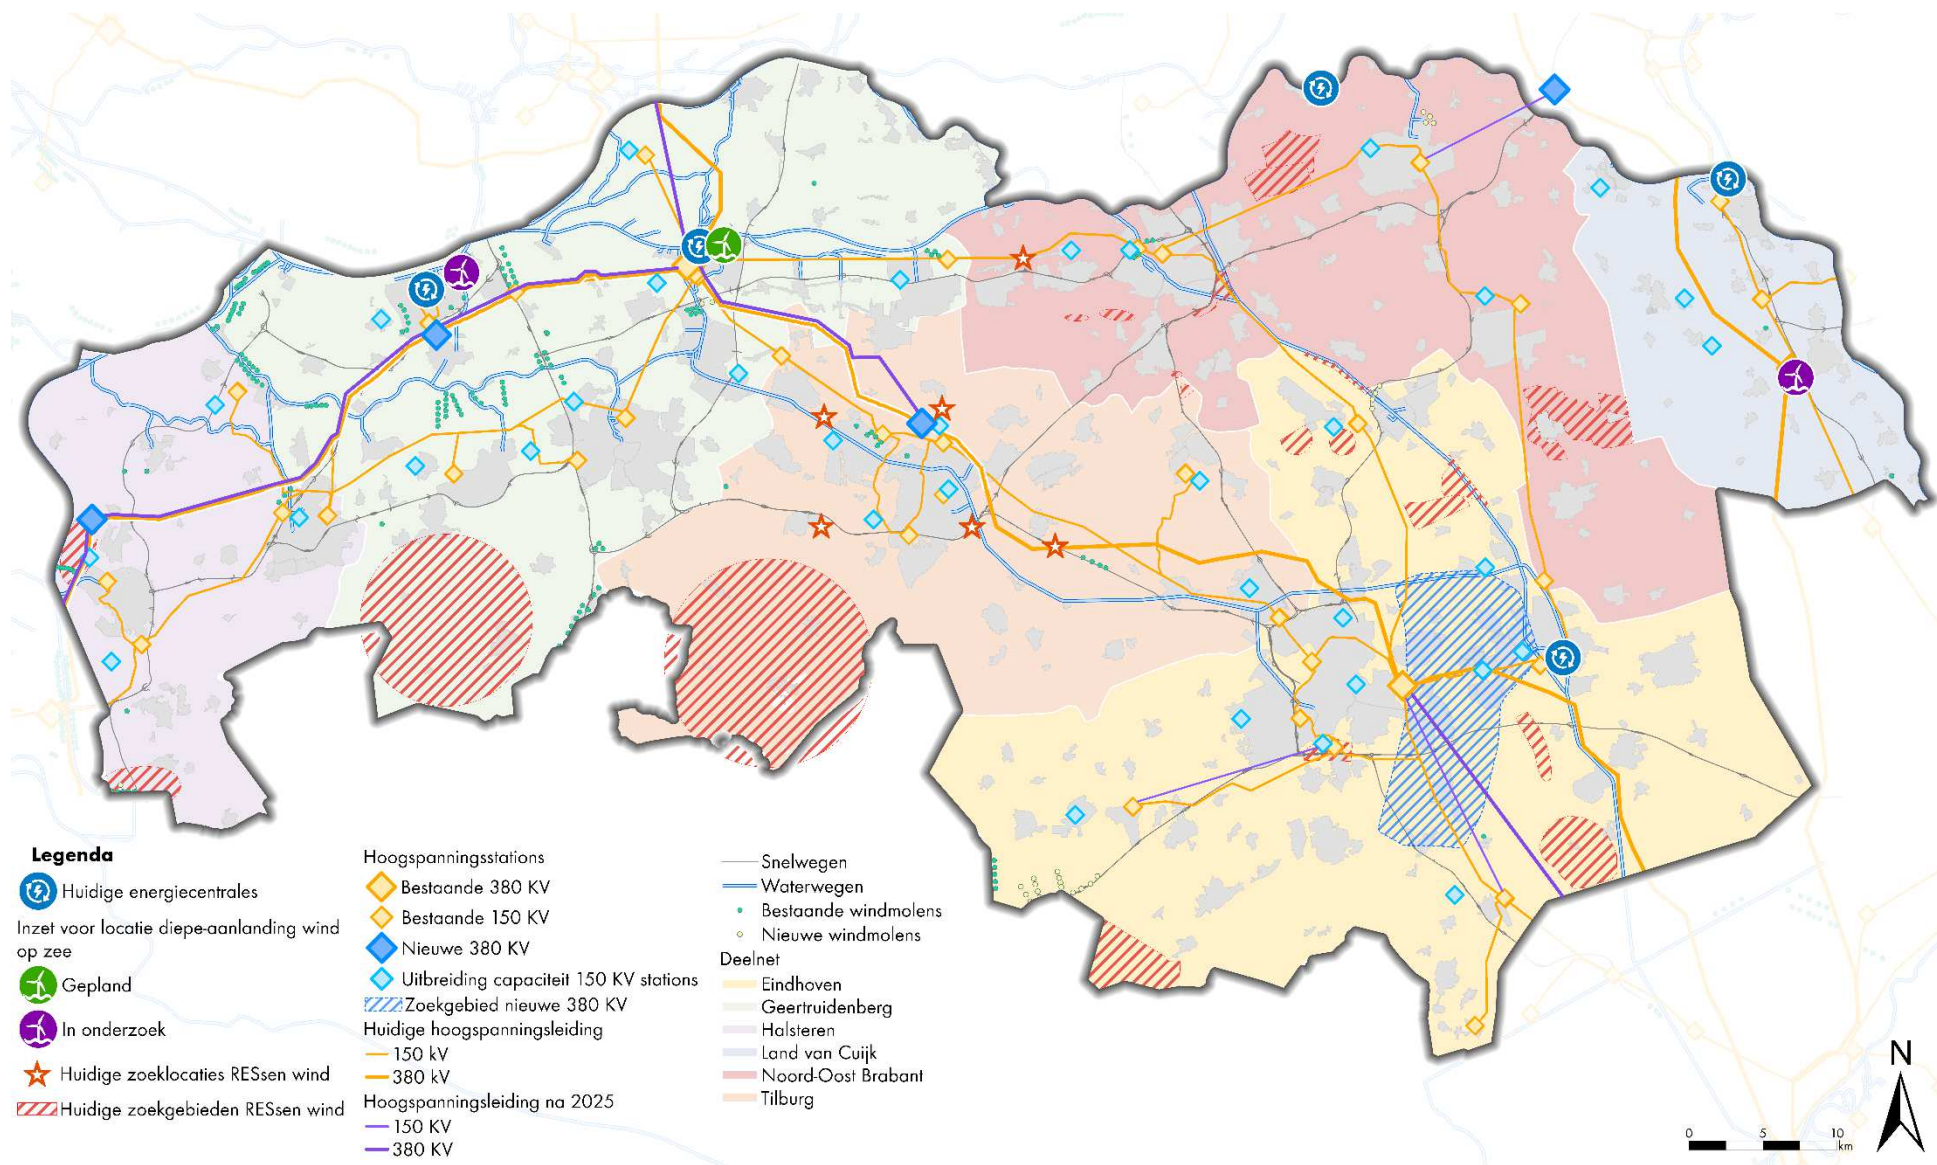 Legenda
Huidige energiecentrales
Inzet voor locatie diepe-aanlanding wind
op zee
Gepland
In onderzoek
Huidige zoeklocaties RESsen wind
Huidige zoekgebieden RESsen wind
Hoogspanningsstations
Bestaande 380 KV
Bestaande 150 KV
Nieuwe 380 KV
Uitbreiding capaciteit 150 KV stations
Zoekgebied nieuwe 380 KV
Huidige hoogspanningsleiding
150 kV
380 kV
Hoogspanningsleiding na 2025
150 KV
380 KV
Snelwegen
Waterwegen
Bestaande windmolens
Nieuwe windmolens
Deelnet
Eindhoven
Geertruidenberg
Halsteren
Land van Cuijk
Noord-Oost Brabant
Tilburg
N
0 5 10
km